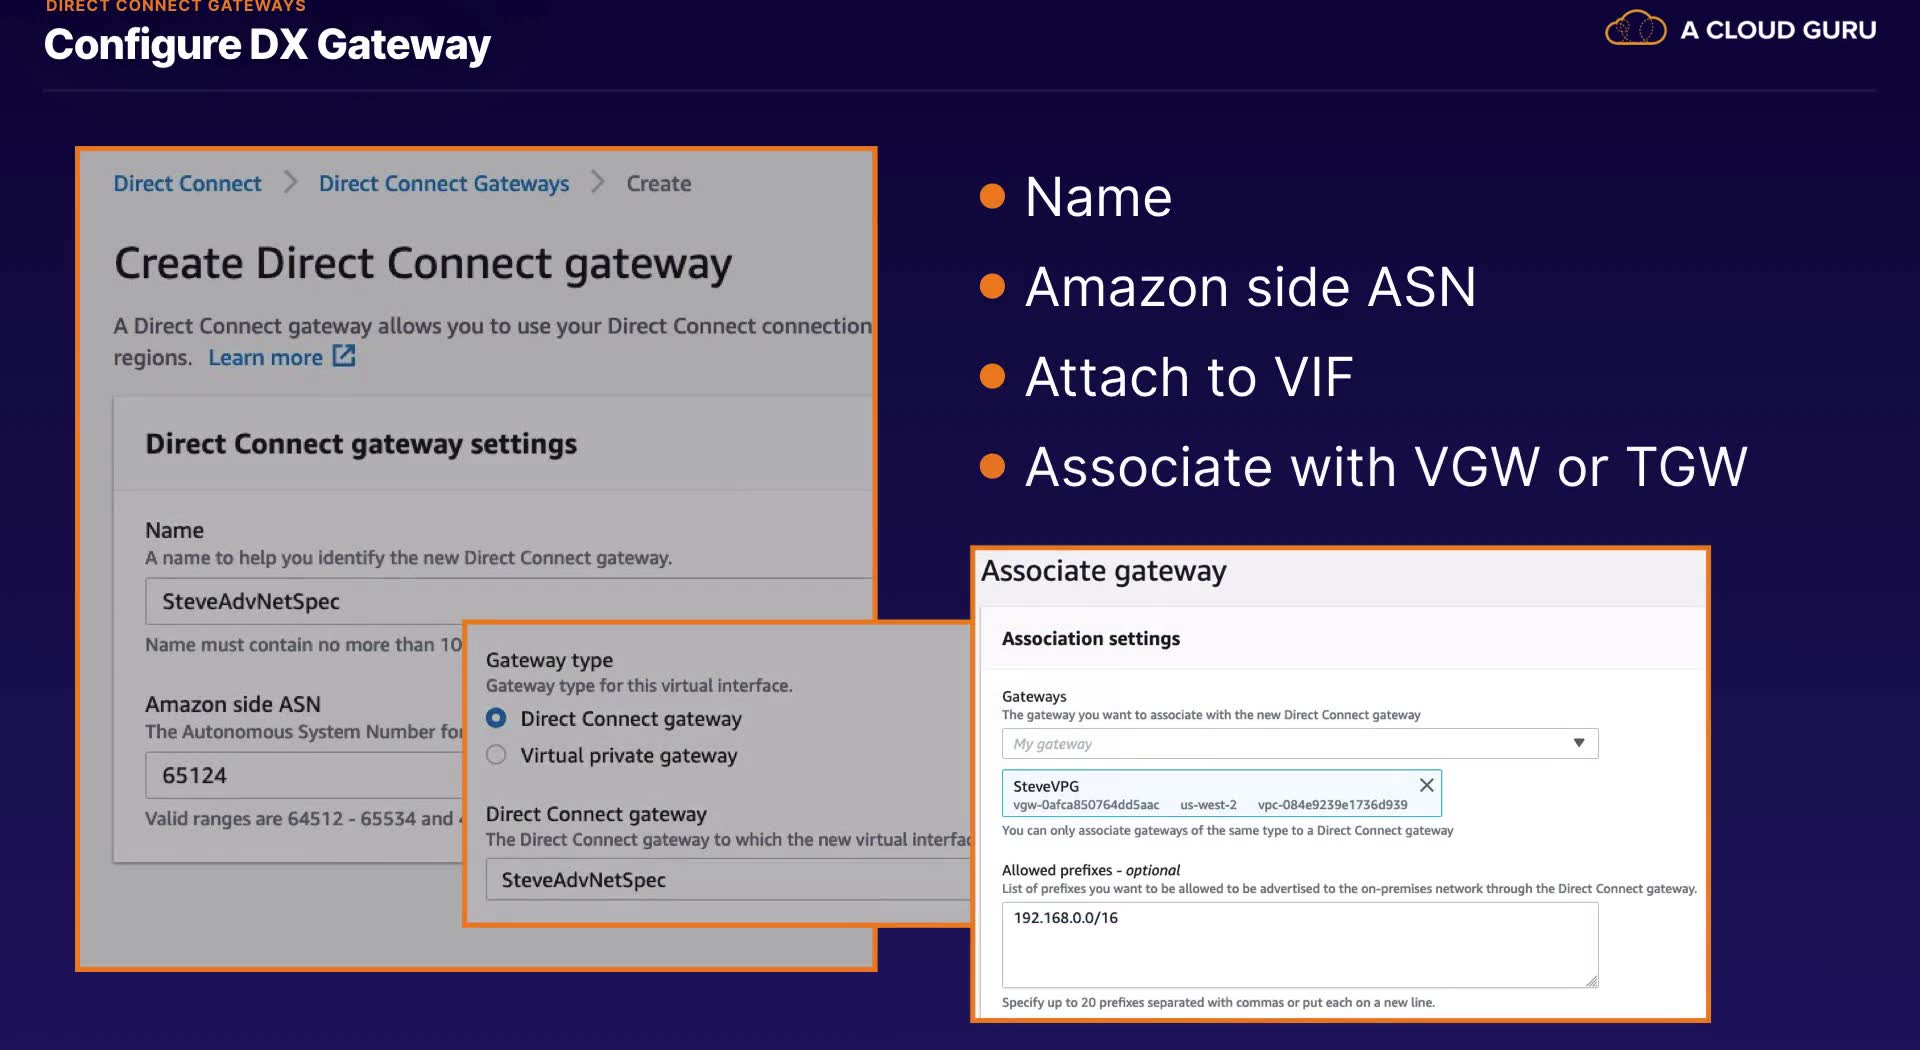 DIRECT CONNECT GATEWAYS
Configure DX Gateway
A CLOUD GURU
Direct Connect > Direct Connect Gateways > Create
Create Direct Connect gateway
A Direct Connect gateway allows you to use your Direct Connect connection
regions. Learn more
Direct Connect gateway settings
Name
A name to help you identify the new Direct Connect gateway.
SteveAdvNetSpec
Name must contain no more than 10
Amazon side ASN
The Autonomous System Number for
65124
Valid ranges are 64512 - 65534 and
Gateway type
Gateway type for this virtual interface.
Direct Connect gateway
Virtual private gateway
Direct Connect gateway
The Direct Connect gateway to which the new virtual
SteveAdvNetSpec
Name
Amazon side ASN
Attach to VIF
Associate with VGW or TGW
Associate gateway
Association settings
Gateways
The gateway you want to associate with the new Direct Connect gateway
My gateway
SteveVPG
vgw-0afca850764dd5aac us-west-2 vpc-084e9239e1736d939
You can only associate gateways of the same type to a Direct Connect gateway
Allowed prefixes - optional
List of prefixes you want to be allowed to be advertised to the on-premises network through the Direct Connect gateway.
192.168.0.0/16
Specify up to 20 prefixes separated with commas or put each on a new line.